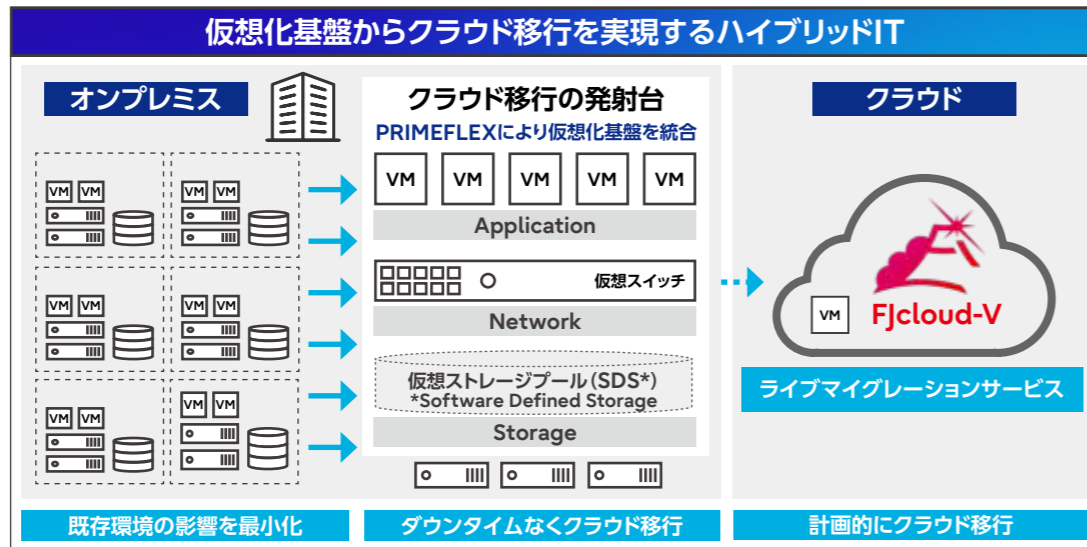 仮想化基盤からクラウド移行を実現するハイブリッドIT
オンプレミス
VM VM
VM VM
VM VM
VM VM
VM VM
VM VM
既存環境の影響を最小化
クラウド移行の発射台
PRIMEFLEXにより仮想化基盤を統合
VM VM VM VM VM
Application
仮想スイッチ
Network
仮想ストレージプール(SDS*)
*Software Defined Storage
Storage
ダウンタイムなくクラウド移行
クラウド
VM
FJcloud-V
ライブマイグレーションサービス
計画的にクラウド移行